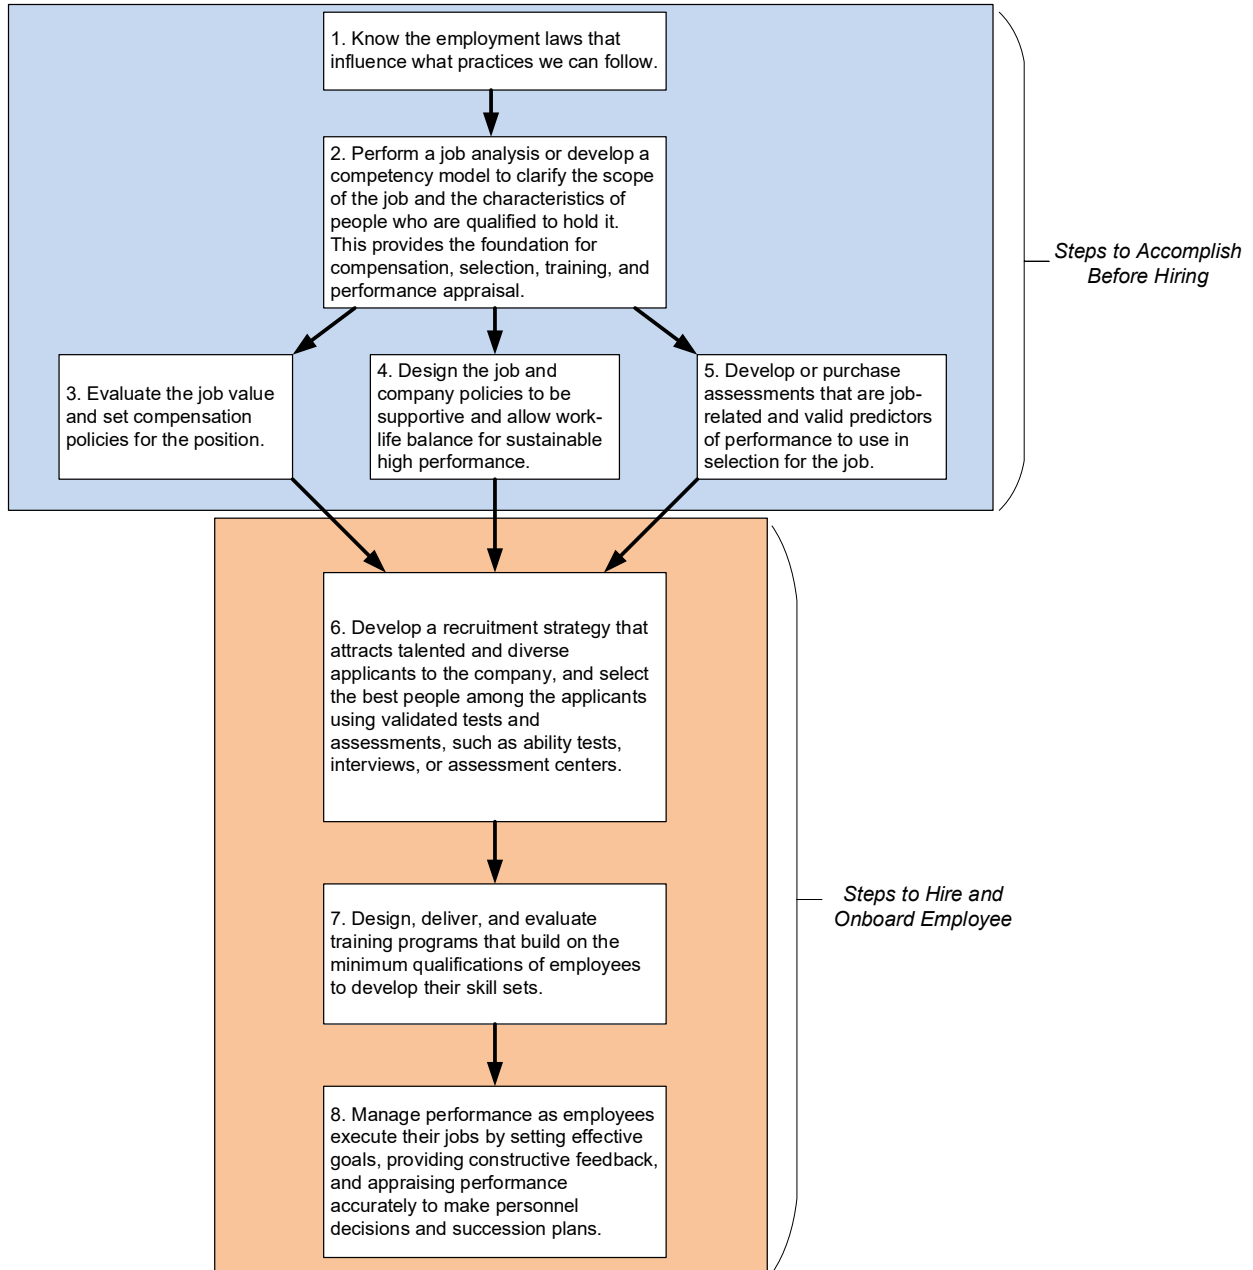 1. Know the employment laws that
influence what practices we can follow.
2. Perform a job analysis or develop a
competency model to clarify the scope
of the job and the characteristics of
people who are qualified to hold it.
This provides the foundation for
compensation, selection, training, and
performance appraisal.
Steps to Accomplish
Before Hiring
3. Evaluate the job value
and set compensation
policies for the position.
4. Design the job and
company policies to be
supportive and allow work-
life balance for sustainable
high performance.
5. Develop or purchase
assessments that are job-
related and valid predictors
of performance to use in
selection for the job.
6. Develop a recruitment strategy that
attracts talented and diverse
applicants to the company, and select
the best people among the applicants
using validated tests and
assessments, such as ability tests,
interviews, or assessment centers.
7. Design, deliver, and evaluate
training programs that build on the
minimum qualifications of employees
to develop their skill sets.
Steps to Hire and
Onboard Employee
8. Manage performance as employees
execute their jobs by setting effective
goals, providing constructive feedback,
and appraising performance
accurately to make personnel
decisions and succession plans.